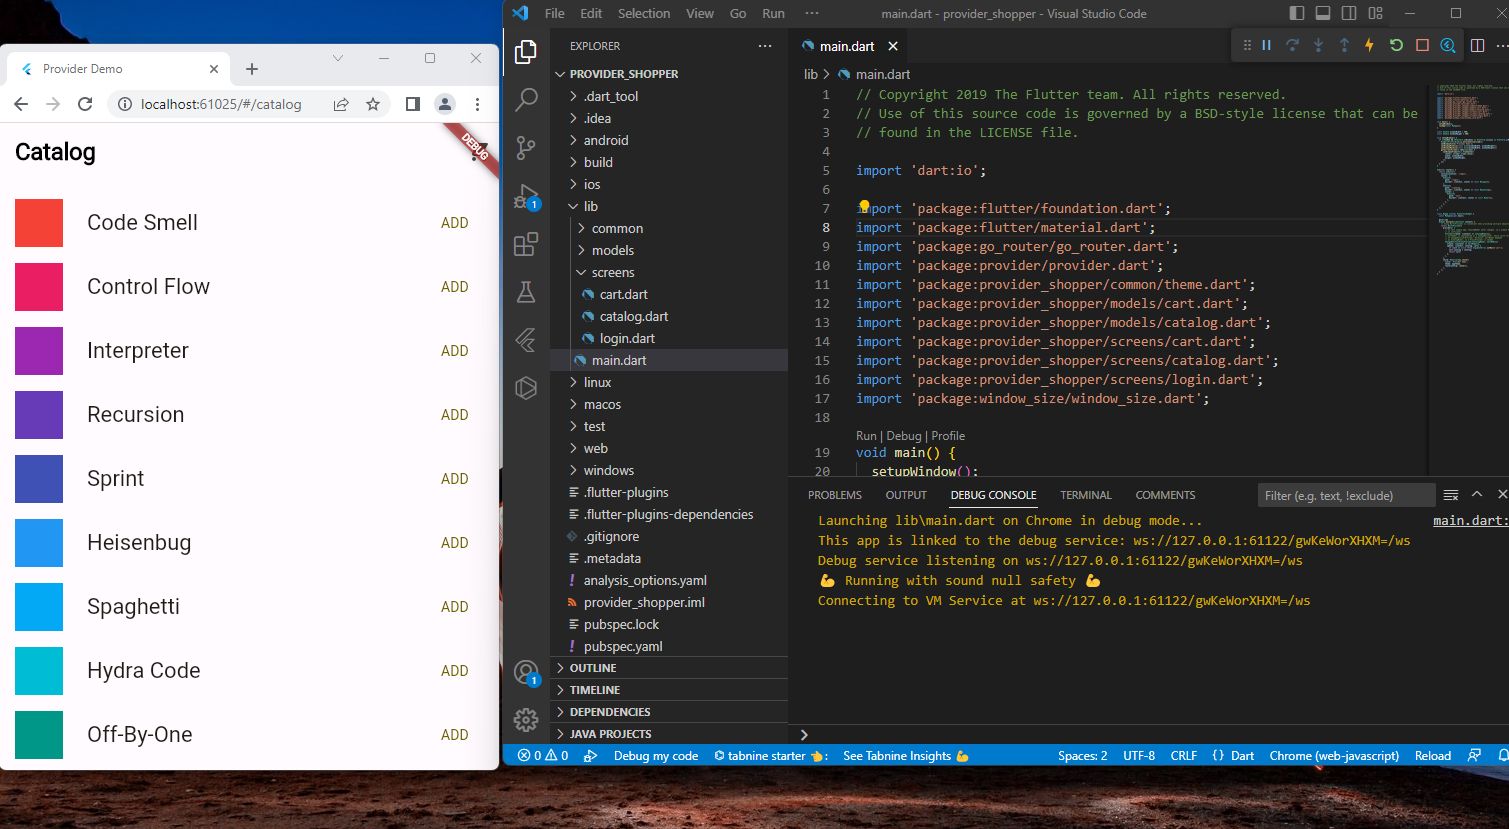 Provider Demo
localhost:61025/#/catalog
DEBUG
Catalog
Code Smell ADD
Control Flow ADD
Interpreter ADD
Recursion ADD
Sprint ADD
Heisenbug ADD
Spaghetti ADD
Hydra Code ADD
Off-By-One ADD
File Edit Selection View Go Run ··· main.dart - provider_shopper - Visual Studio Code
EXPLORER
PROVIDER_SHOPPER
.dart_tool
.idea
android
build
ios
lib
common
models
screens
cart.dart
catalog.dart
login.dart
main.dart
linux
macos
test
web
windows
.flutter-plugins
.flutter-plugins-dependencies
.gitignore
.metadata
analysis_options.yaml
provider_shopper.iml
pubspec.lock
pubspec.yaml
OUTLINE
TIMELINE
DEPENDENCIES
JAVA PROJECTS
1
1
main.dart
lib > main.dart
1 // Copyright 2019 The Flutter team. All rights reserved.
2 // Use of this source code is governed by a BSD-style license that can be
3 // found in the LICENSE file.
4
5 import 'dart:io';
6
7 import 'package:flutter/foundation.dart';
8 import 'package:flutter/material.dart';
9 import 'package:go_router/go_router.dart';
10 import 'package:provider/provider.dart';
11 import 'package:provider_shopper/common/theme.dart';
12 import 'package:provider_shopper/models/cart.dart';
13 import 'package:provider_shopper/models/catalog.dart';
14 import 'package:provider_shopper/screens/cart.dart';
15 import 'package:provider_shopper/screens/catalog.dart';
16 import 'package:provider_shopper/screens/login.dart';
17 import 'package:window_size/window_size.dart';
18
Run | Debug | Profile
19 void main() {
20 setupWindow();
PROBLEMS OUTPUT DEBUG CONSOLE TERMINAL COMMENTS Filter (e.g. text, !exclude)
Launching lib\main.dart on Chrome in debug mode... main.dart:
This app is linked to the debug service: ws://127.0.0.1:61122/gwKeWorXHXM=/ws
Debug service listening on ws://127.0.0.1:61122/gwKeWorXHXM=/ws
💪 Running with sound null safety 💪
Connecting to VM Service at ws://127.0.0.1:61122/gwKeWorXHXM=/ws
0 0 Debug my code tabnine starter 👈: See Tabnine Insights 💪 Spaces: 2 UTF-8 CRLF {} Dart Chrome (web-javascript) Reload